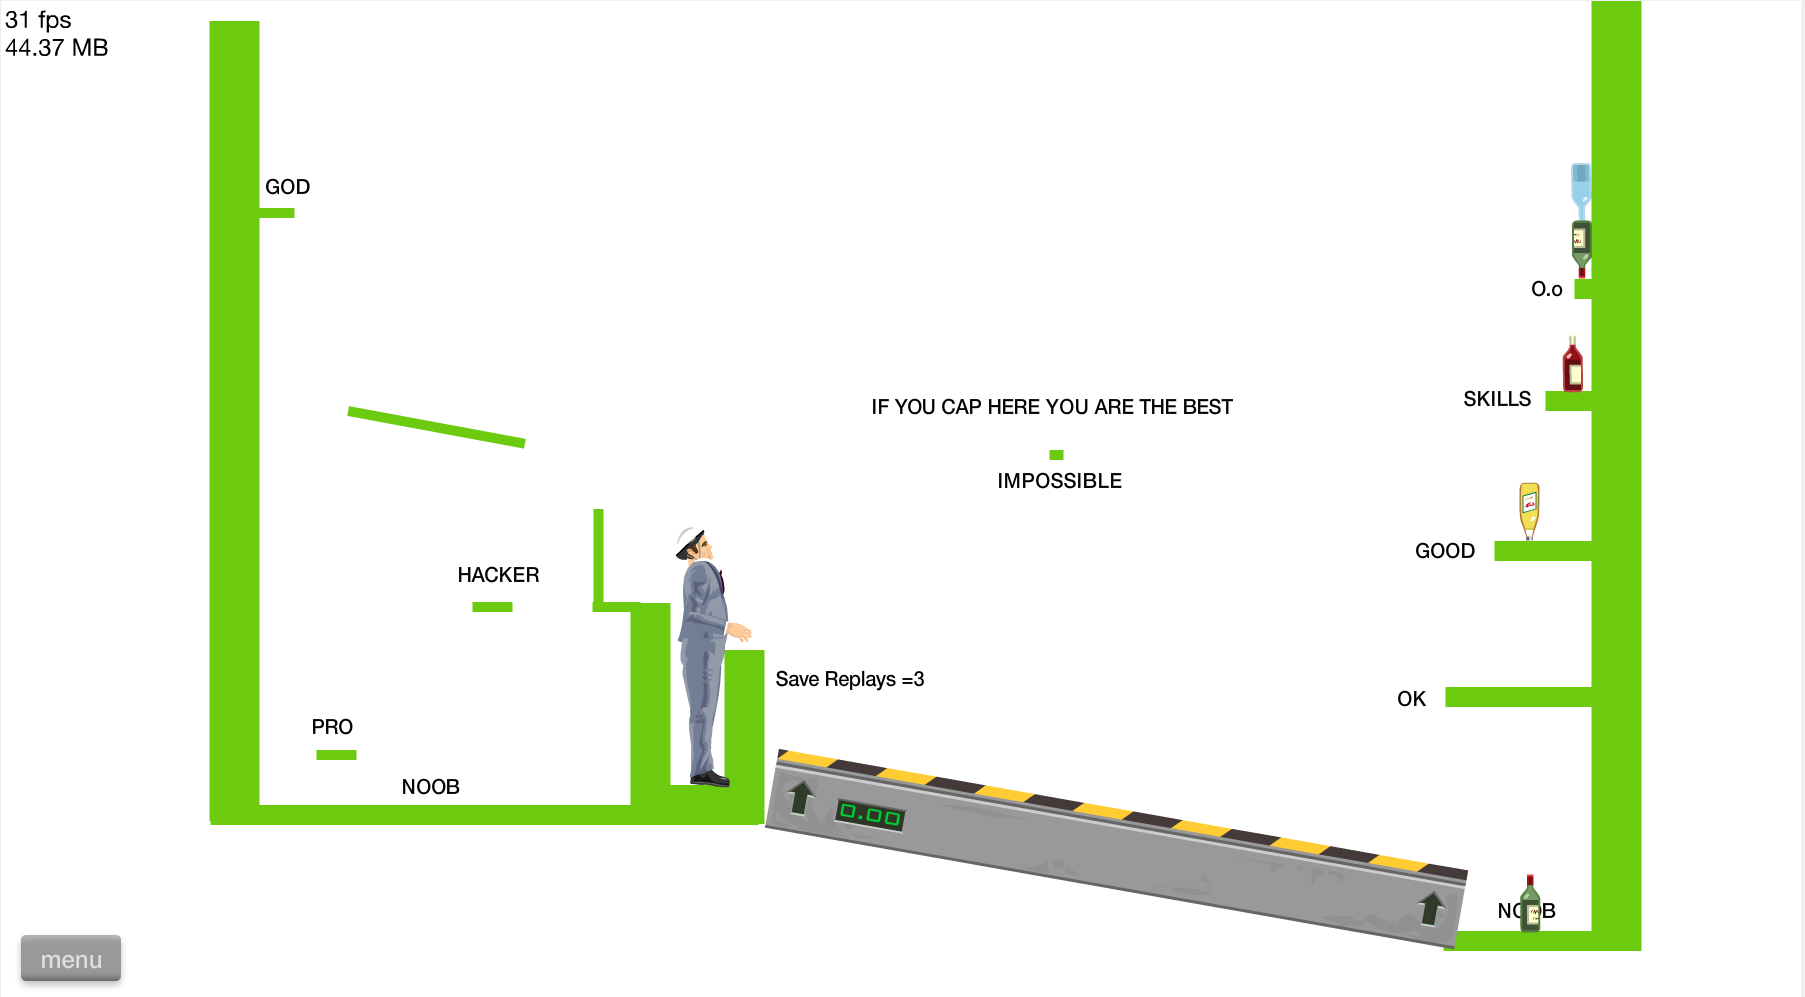 31 fps
44.37 MB
GOD
O.o
SKILLS
IF YOU CAP HERE YOU ARE THE BEST
IMPOSSIBLE
GOOD
HACKER
Save Replays =3
OK
PRO
NOOB
0.00
NOOB
menu